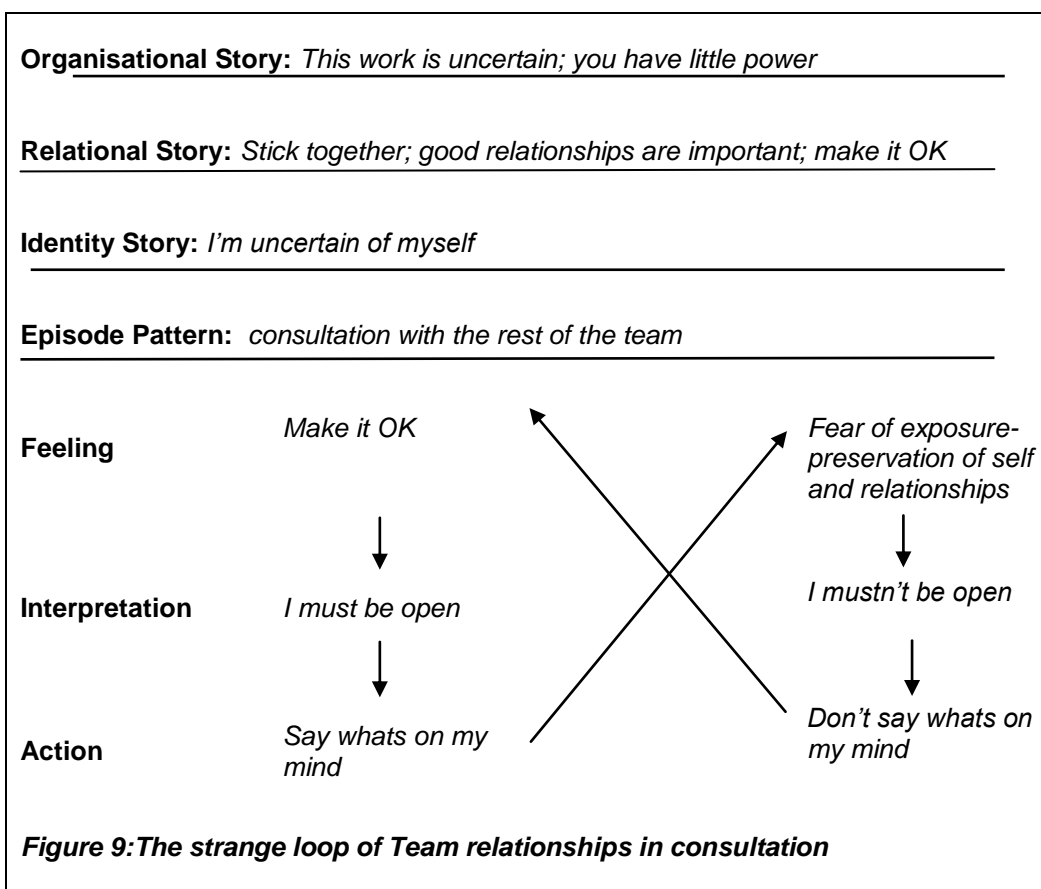 Organisational Story: This work is uncertain; you have little power
Relational Story: Stick together; good relationships are important; make it OK
Identity Story: I'm uncertain of myself
Episode Pattern: consultation with the rest of the team
Feeling
Make it OK
Fear of exposure-
preservation of self
and relationships
Interpretation
I must be open
I mustn't be open
Action
Say whats on my
mind
Don't say whats on
my mind
Figure 9:The strange loop of Team relationships in consultation